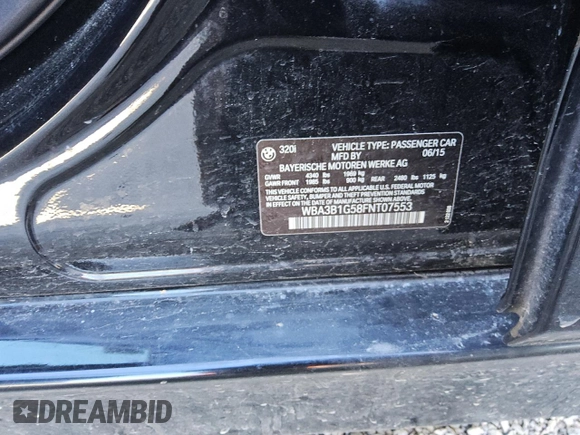 320i
VEHICLE TYPE: PASSENGER CAR
MFD BY 06/15
BAYERISCHE MOTOREN WERKE AG
GVWR 4340 lbs 1969 kg
GAWR FRONT 1985 lbs 900 kg REAR 2480 lbs 1125 kg
THIS VEHICLE CONFORMS TO ALL APPLICABLE U.S. FEDERAL MOTOR
VEHICLE SAFETY, BUMPER AND THEFT PREVENTION STANDARDS
IN EFFECT ON THE DATE OF MANUFACTURE SHOWN ABOVE.
WBA3B1G58FNT07553
DREAMBID